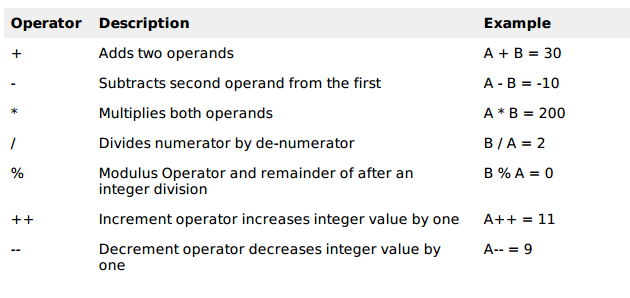 Operator Description Example
+ Adds two operands A + B = 30
- Subtracts second operand from the first A - B = -10
* Multiplies both operands A * B = 200
/ Divides numerator by de-numerator B / A = 2
% Modulus Operator and remainder of after an B % A = 0
integer division
++ Increment operator increases integer value by one A++ = 11
-- Decrement operator decreases integer value by A-- = 9
one